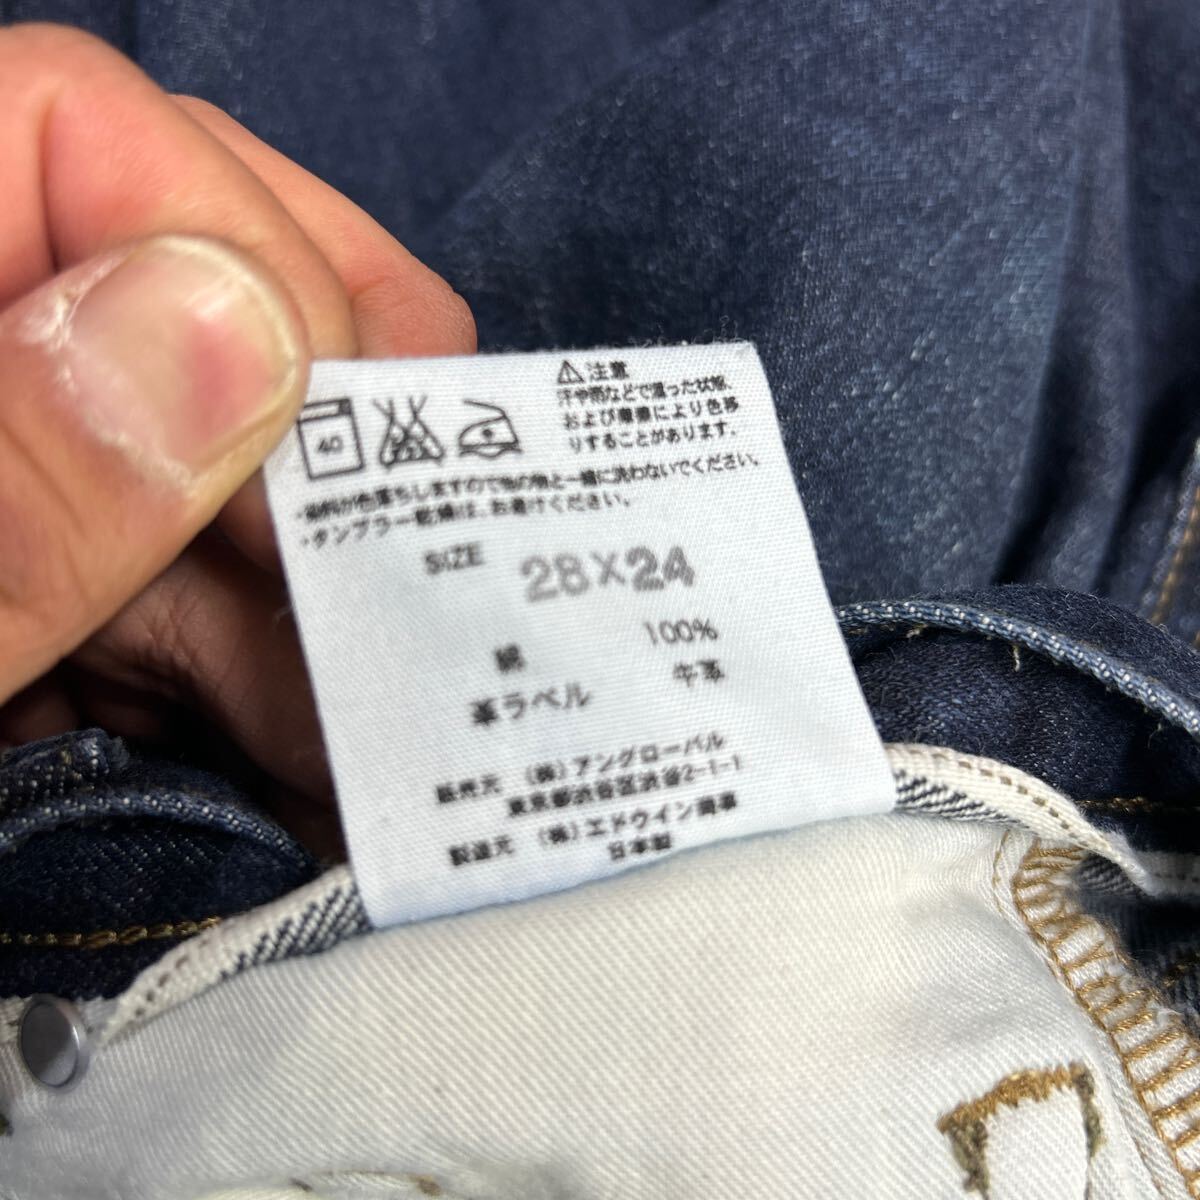 ⚠注意
汗や雨などで湿った状態、
および摩擦により色移
りすることがあります。
40
・染料が色落ちしますので他の物と一緒に洗わないでください。
・タンブラー乾燥は、お避けください。
SIZE 28×24
綿 100%
革ラベル 牛革
販売元 (株)アングローバル
東京都渋谷区渋谷2-1-1
製造元 (株)エドウイン商事
日本製